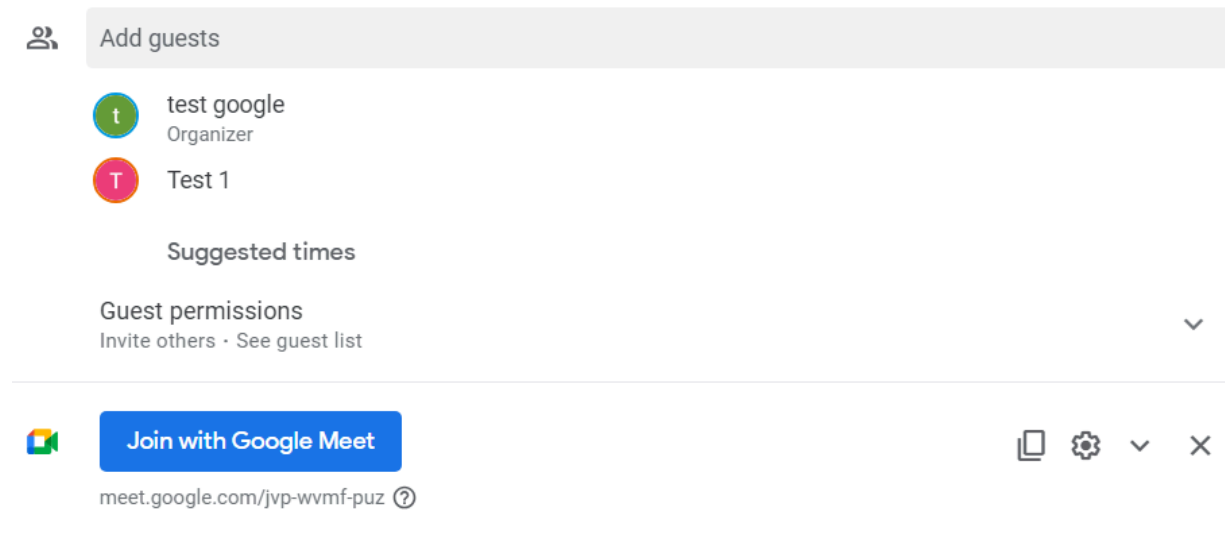 Add guests
t
test google
Organizer
T
Test 1
Suggested times
Guest permissions
Invite others · See guest list
Join with Google Meet
meet.google.com/jvp-wvmf-puz ?